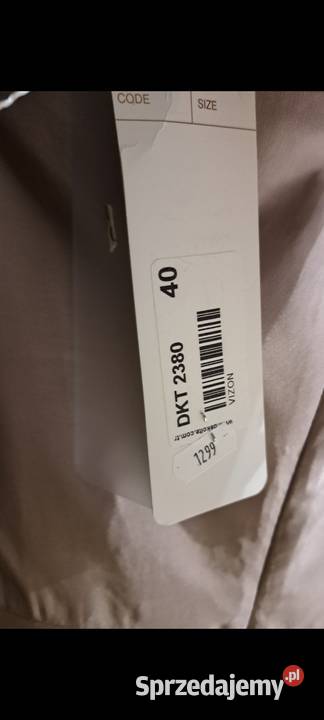 CODE
SIZE
40
DKT 2380
VIZON
1299
Sprzedajemy.pl